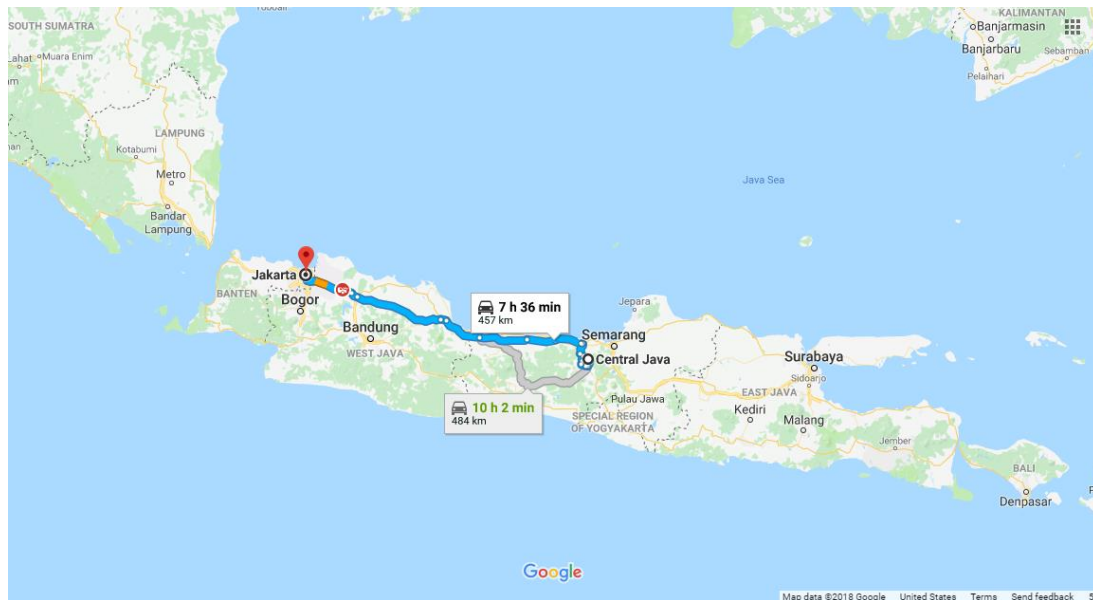 SOUTH SUMATRA
Lahat
Muara Enim
KALIMANTAN
Banjarmasin
Banjarbaru
Sebamban
Pelaihari
LAMPUNG
Kotabumi
Metro
Bandar
Lampung
Java Sea
Jakarta
BANTEN
Bogor
Bandung
WEST JAVA
7 h 36 min
457 km
Jepara
Semarang
Central Java
10 h 2 min
484 km
Pulau Jawa
SPECIAL REGION
OF YOGYAKARTA
Surabaya
Sidoarjo
EAST JAVA
Kediri
Malang
Jember
BALI
Denpasar
Google
Map data ©2018 Google United States Terms Send feedback